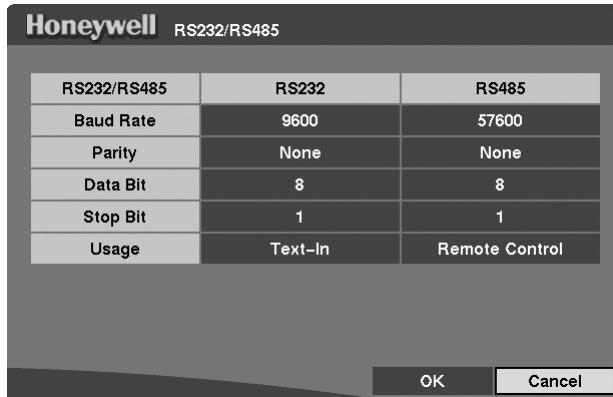 Honeywell RS232/RS485
RS232/RS485 RS232 RS485
Baud Rate 9600 57600
Parity None None
Data Bit 8 8
Stop Bit 1 1
Usage Text-In Remote Control
OK Cancel